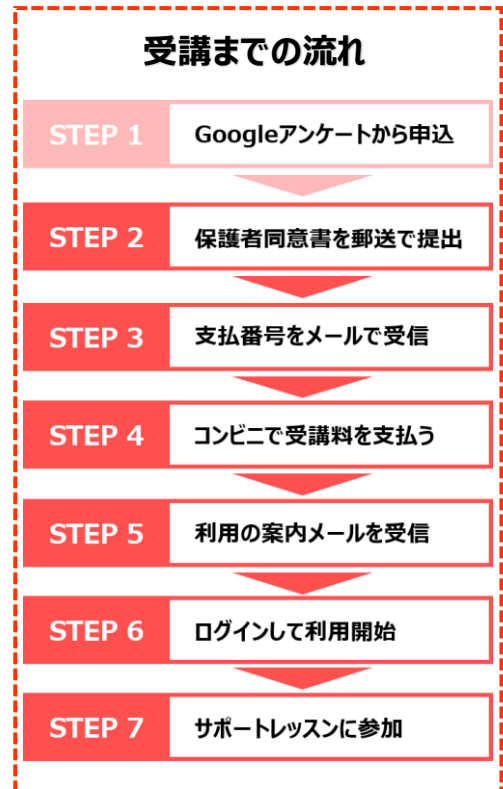 受講までの流れ
STEP 1 Googleアンケートから申込
STEP 2 保護者同意書を郵送で提出
STEP 3 支払番号をメールで受信
STEP 4 コンビニで受講料を支払う
STEP 5 利用の案内メールを受信
STEP 6 ログインして利用開始
STEP 7 サポートレッスンに参加